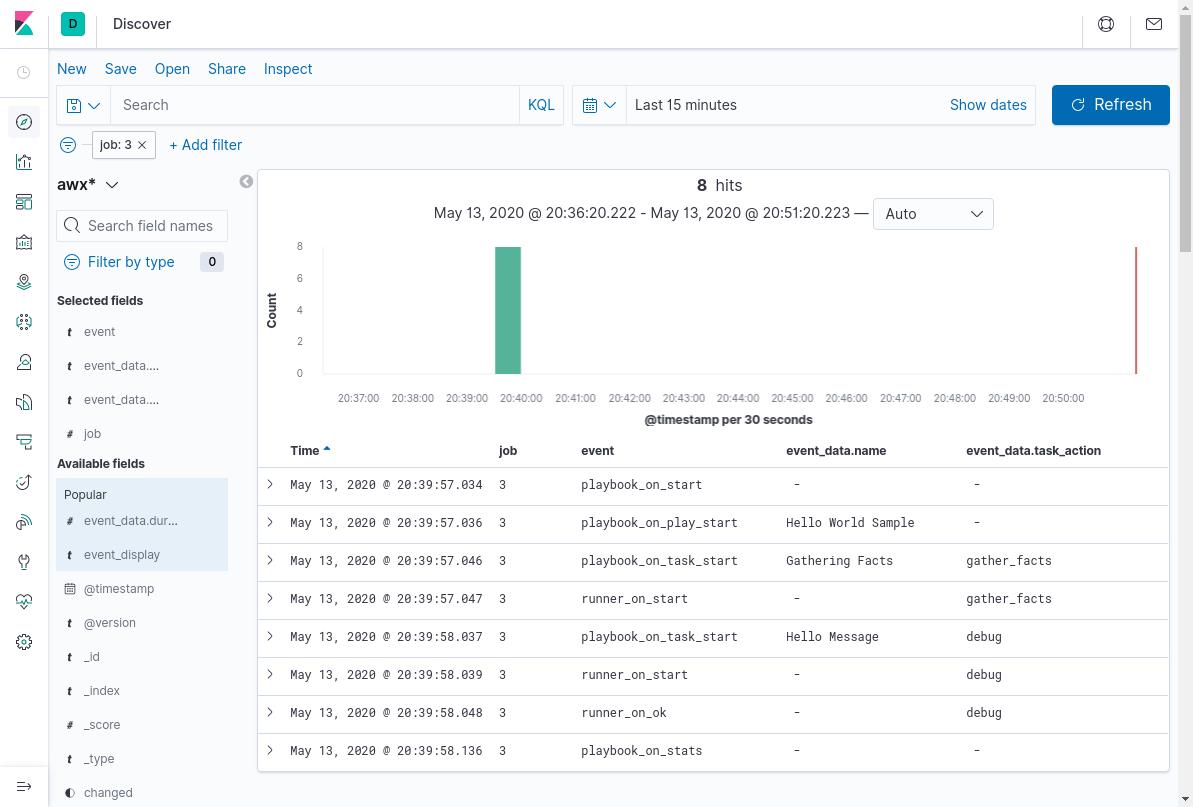 D Discover
New Save Open Share Inspect
Search KQL Last 15 minutes Show dates Refresh
job: 3 + Add filter
awx*
Search field names
Filter by type 0
Selected fields
t event
t event_data....
t event_data....
# job
Available fields
Popular
# event_data.dur...
t event_display
@timestamp
t @version
t _id
t _index
# _score
t _type
changed
8 hits
May 13, 2020 @ 20:36:20.222 - May 13, 2020 @ 20:51:20.223 — Auto
Count
8
6
4
2
0
20:37:00 20:38:00 20:39:00 20:40:00 20:41:00 20:42:00 20:43:00 20:44:00 20:45:00 20:46:00 20:47:00 20:48:00 20:49:00 20:50:00
@timestamp per 30 seconds
Time job event event_data.name event_data.task_action
May 13, 2020 @ 20:39:57.034 3 playbook_on_start - -
May 13, 2020 @ 20:39:57.036 3 playbook_on_play_start Hello World Sample -
May 13, 2020 @ 20:39:57.046 3 playbook_on_task_start Gathering Facts gather_facts
May 13, 2020 @ 20:39:57.047 3 runner_on_start - gather_facts
May 13, 2020 @ 20:39:58.037 3 playbook_on_task_start Hello Message debug
May 13, 2020 @ 20:39:58.039 3 runner_on_start - debug
May 13, 2020 @ 20:39:58.048 3 runner_on_ok - debug
May 13, 2020 @ 20:39:58.136 3 playbook_on_stats - -